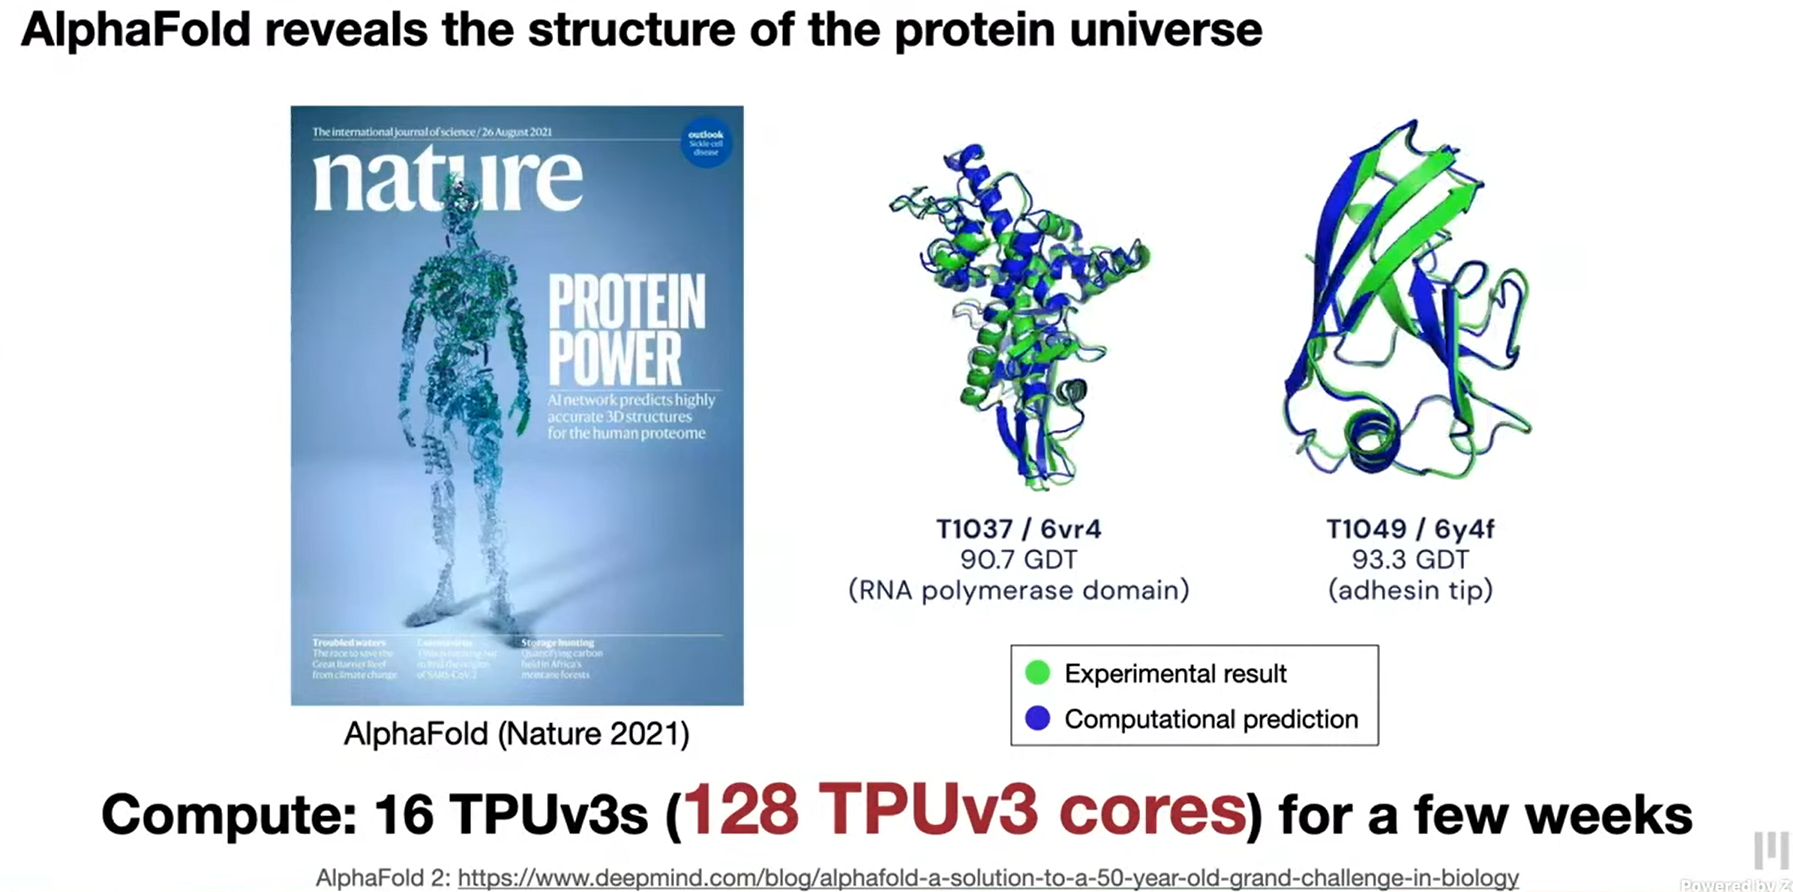 AlphaFold reveals the structure of the protein universe
The international journal of science / 26 August 2021
outlook
Sickle-cell
disease
nature
PROTEIN
POWER
AI network predicts highly
accurate 3D structures
for the human proteome
Troubled waters
The race to save the
Great Barrier Reef
from climate change
Coronavirus
of SARS-CoV-2
Storage hunting
Quantifying carbon
held in Africa's
montane forests
AlphaFold (Nature 2021)
T1037 / 6vr4
90.7 GDT
(RNA polymerase domain)
T1049 / 6y4f
93.3 GDT
(adhesin tip)
Experimental result
Computational prediction
Compute: 16 TPUv3s (128 TPUv3 cores) for a few weeks
AlphaFold 2: https://www.deepmind.com/blog/alphafold-a-solution-to-a-50-year-old-grand-challenge-in-biology
Powered by